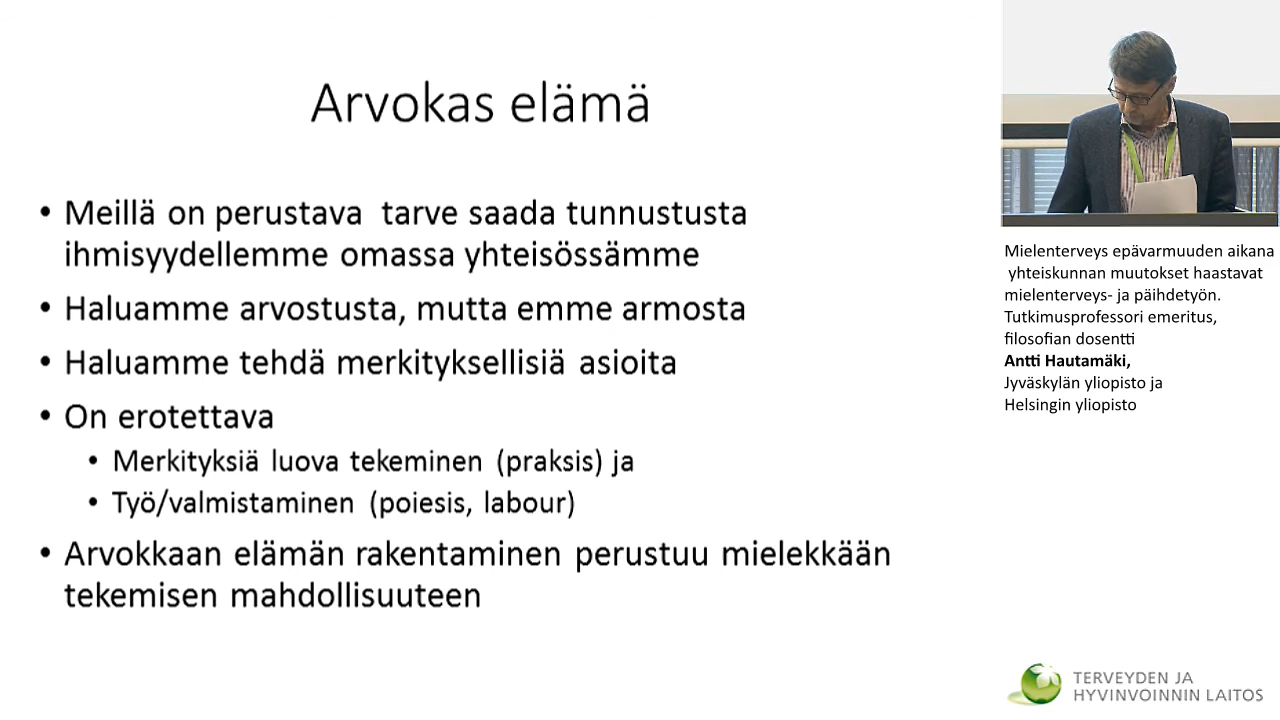 Arvokas elämä
• Meillä on perustava tarve saada tunnustusta
ihmisyydellemme omassa yhteisössämme
• Haluamme arvostusta, mutta emme armosta
• Haluamme tehdä merkityksellisiä asioita
• On erotettava
• Merkityksiä luova tekeminen (praksis) ja
• Työ/valmistaminen (poiesis, labour)
• Arvokkaan elämän rakentaminen perustuu mielekkään
tekemisen mahdollisuuteen
Mielenterveys epävarmuuden aikana
yhteiskunnan muutokset haastavat
mielenterveys- ja päihdetyön.
Tutkimusprofessori emeritus,
filosofian dosentti
Antti Hautamäki,
Jyväskylän yliopisto ja
Helsingin yliopisto
TERVEYDEN JA
HYVINVOINNIN LAITOS